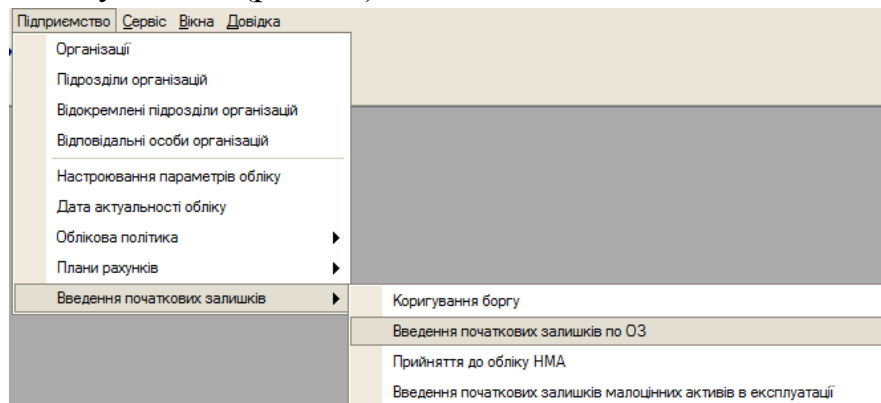 Підприємство Сервіс Вікна Довідка
Організації
Підрозділи організацій
Відокремлені підрозділи організацій
Відповідальні особи організацій
Настроювання параметрів обліку
Дата актуальності обліку
Облікова політика
Плани рахунків
Введення початкових залишків
Коригування боргу
Введення початкових залишків по ОЗ
Прийняття до обліку НМА
Введення початкових залишків малоцінних активів в експлуатації